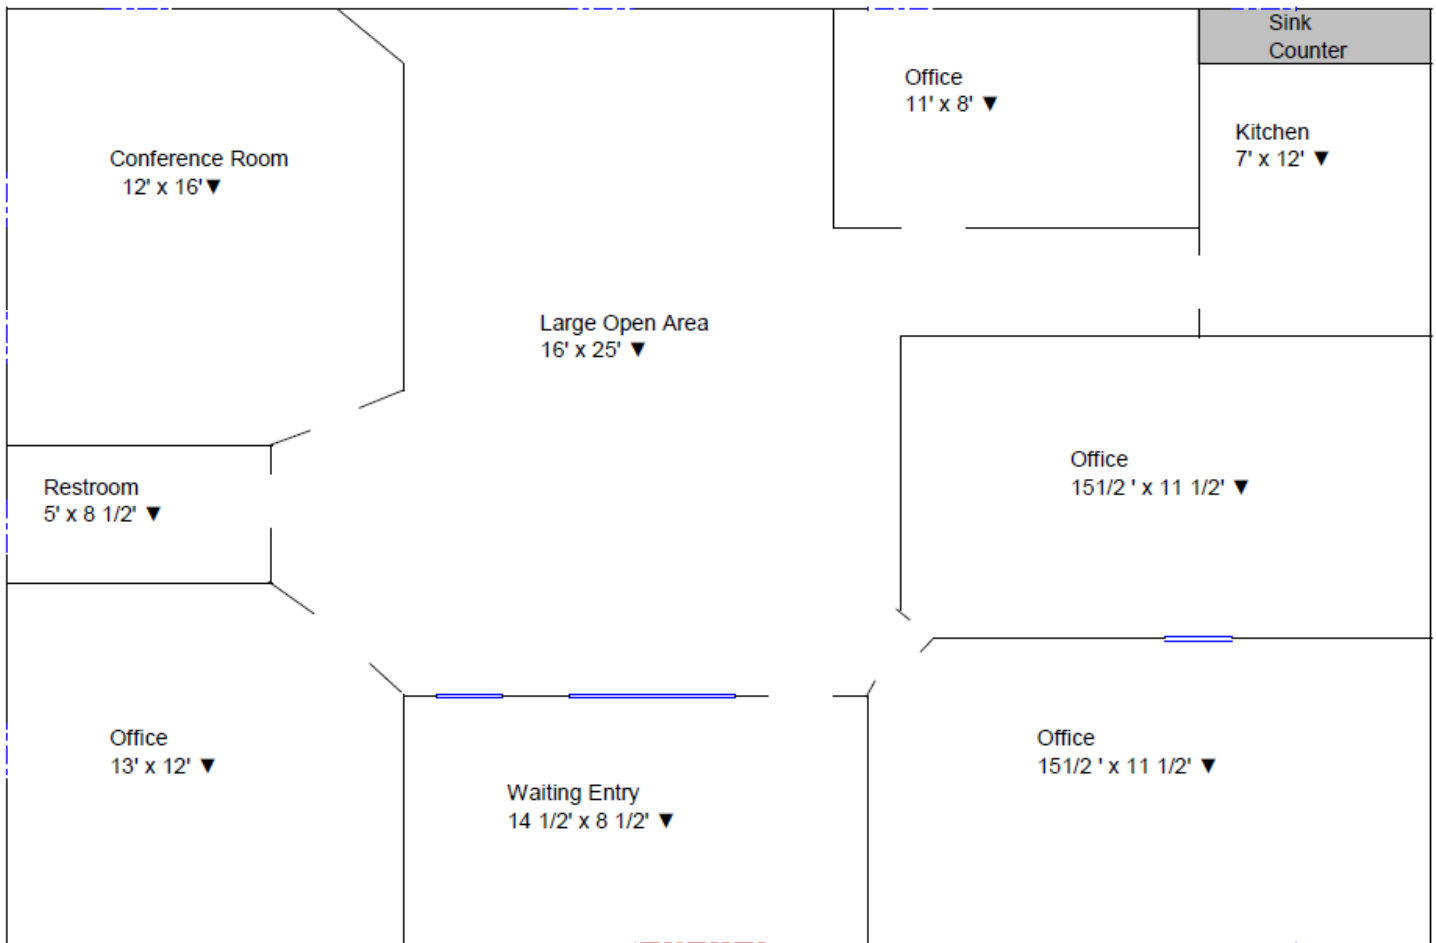 Sink
Counter
Office
11' x 8' ▼
Kitchen
7' x 12' ▼
Conference Room
12' x 16'▼
Large Open Area
16' x 25' ▼
Restroom
5' x 8 1/2' ▼
Office
151/2 ' x 11 1/2' ▼
Office
13' x 12' ▼
Waiting Entry
14 1/2' x 8 1/2' ▼
Office
151/2 ' x 11 1/2' ▼